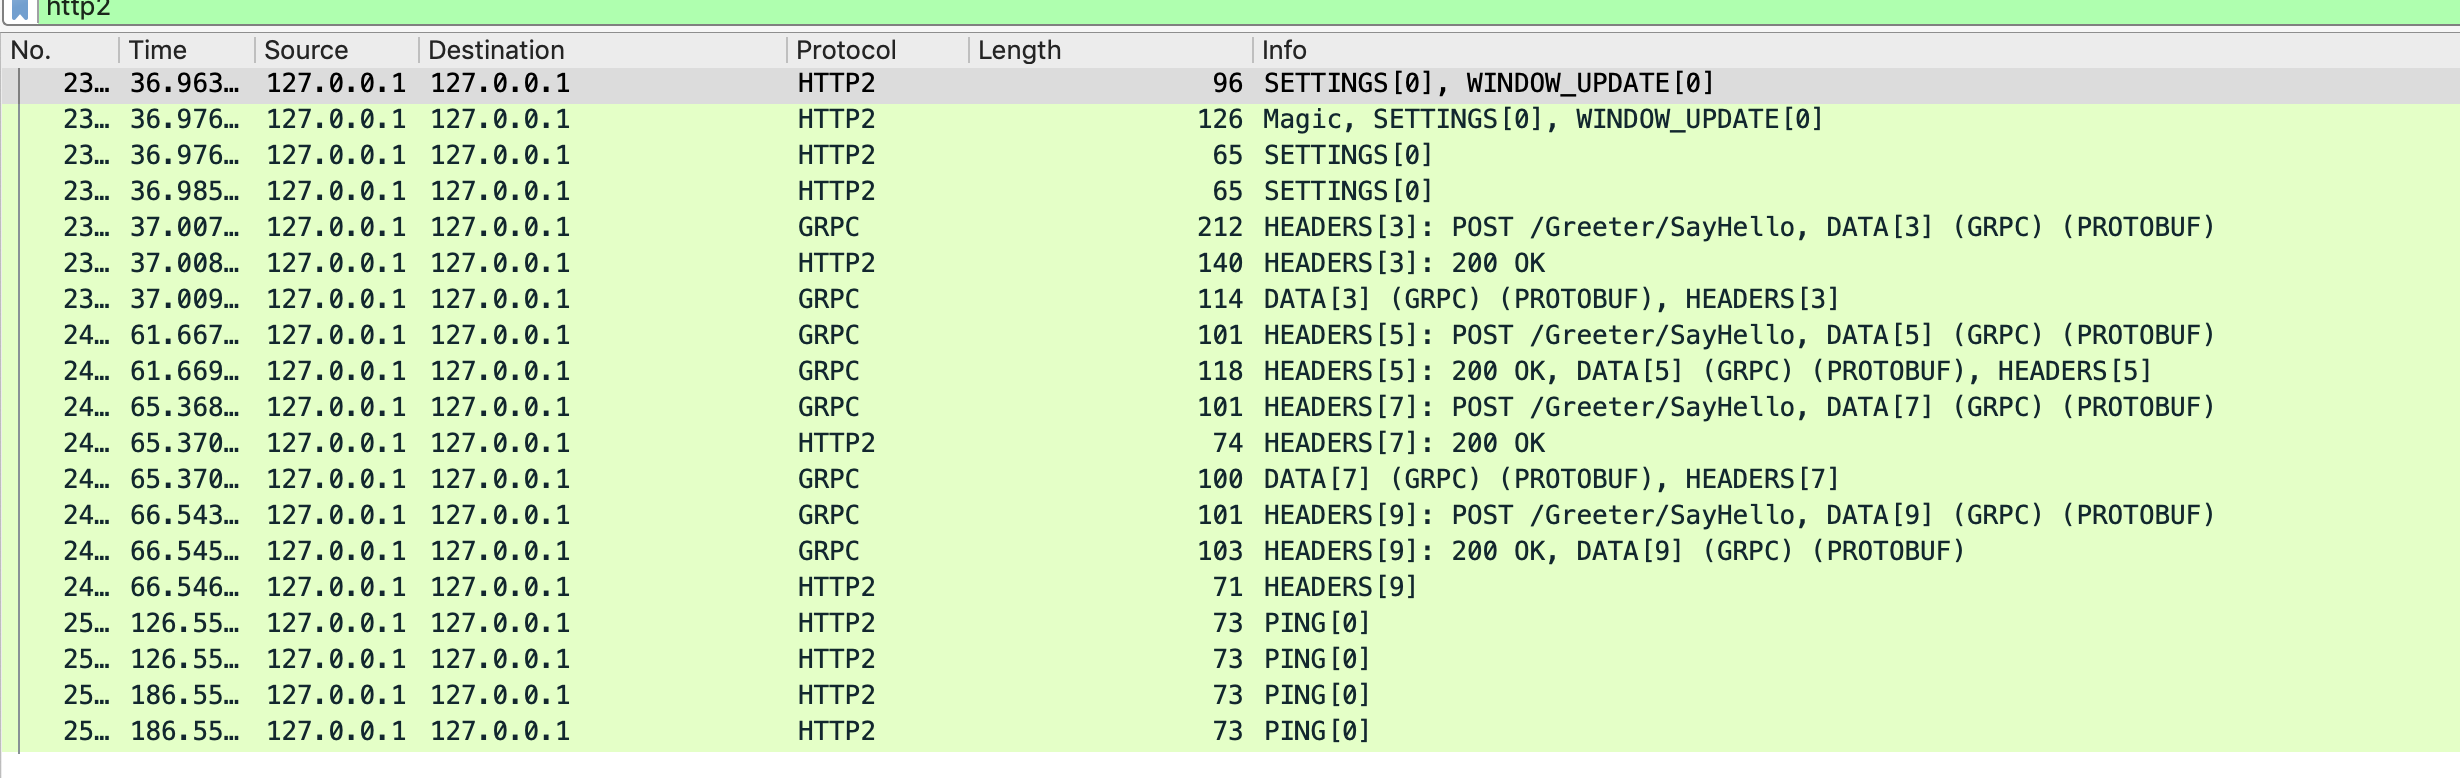 http2
No. Time Source Destination Protocol Length Info
23… 36.963… 127.0.0.1 127.0.0.1 HTTP2 96 SETTINGS[0], WINDOW_UPDATE[0]
23… 36.976… 127.0.0.1 127.0.0.1 HTTP2 126 Magic, SETTINGS[0], WINDOW_UPDATE[0]
23… 36.976… 127.0.0.1 127.0.0.1 HTTP2 65 SETTINGS[0]
23… 36.985… 127.0.0.1 127.0.0.1 HTTP2 65 SETTINGS[0]
23… 37.007… 127.0.0.1 127.0.0.1 GRPC 212 HEADERS[3]: POST /Greeter/SayHello, DATA[3] (GRPC) (PROTOBUF)
23… 37.008… 127.0.0.1 127.0.0.1 HTTP2 140 HEADERS[3]: 200 OK
23… 37.009… 127.0.0.1 127.0.0.1 GRPC 114 DATA[3] (GRPC) (PROTOBUF), HEADERS[3]
24… 61.667… 127.0.0.1 127.0.0.1 GRPC 101 HEADERS[5]: POST /Greeter/SayHello, DATA[5] (GRPC) (PROTOBUF)
24… 61.669… 127.0.0.1 127.0.0.1 GRPC 118 HEADERS[5]: 200 OK, DATA[5] (GRPC) (PROTOBUF), HEADERS[5]
24… 65.368… 127.0.0.1 127.0.0.1 GRPC 101 HEADERS[7]: POST /Greeter/SayHello, DATA[7] (GRPC) (PROTOBUF)
24… 65.370… 127.0.0.1 127.0.0.1 HTTP2 74 HEADERS[7]: 200 OK
24… 65.370… 127.0.0.1 127.0.0.1 GRPC 100 DATA[7] (GRPC) (PROTOBUF), HEADERS[7]
24… 66.543… 127.0.0.1 127.0.0.1 GRPC 101 HEADERS[9]: POST /Greeter/SayHello, DATA[9] (GRPC) (PROTOBUF)
24… 66.545… 127.0.0.1 127.0.0.1 GRPC 103 HEADERS[9]: 200 OK, DATA[9] (GRPC) (PROTOBUF)
24… 66.546… 127.0.0.1 127.0.0.1 HTTP2 71 HEADERS[9]
25… 126.55… 127.0.0.1 127.0.0.1 HTTP2 73 PING[0]
25… 126.55… 127.0.0.1 127.0.0.1 HTTP2 73 PING[0]
25… 186.55… 127.0.0.1 127.0.0.1 HTTP2 73 PING[0]
25… 186.55… 127.0.0.1 127.0.0.1 HTTP2 73 PING[0]